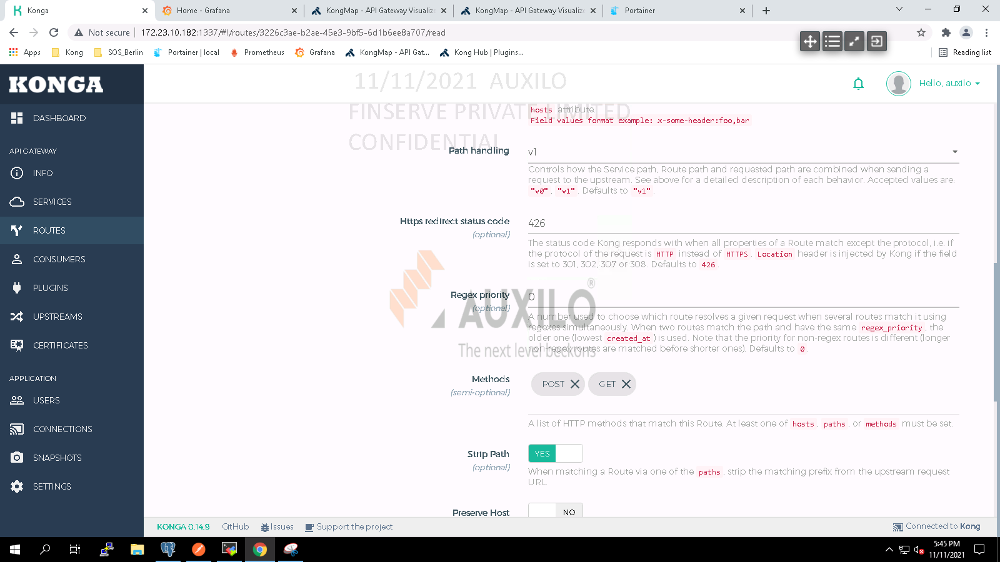 Konga
Home - Grafana
KongMap - API Gateway Visualize
KongMap - API Gateway Visualize
Portainer
Not secure
172.23.10.182:1337/#!/routes/3226c3ae-b2ae-45e3-9bf5-6d1b6ee8a707/read
Apps
Kong
SOS_Berlin
Portainer | local
Prometheus
Grafana
KongMap - API Gat...
Kong Hub | Plugins...
Reading list
KONGA
11/11/2021 AUXILO
FINSERVE PRIVATE LIMITED
CONFIDENTIAL
Hello, auxilo
DASHBOARD
API GATEWAY
INFO
SERVICES
ROUTES
CONSUMERS
PLUGINS
UPSTREAMS
CERTIFICATES
APPLICATION
USERS
CONNECTIONS
SNAPSHOTS
SETTINGS
hosts attribute.
Field values format example: x-some-header:foo,bar
Path handling
v1
Controls how the Service path, Route path and requested path are combined when sending a
request to the upstream. See above for a detailed description of each behavior. Accepted values are:
"v0", "v1". Defaults to "v1".
Https redirect status code
(optional)
426
The status code Kong responds with when all properties of a Route match except the protocol, i.e. if
the protocol of the request is HTTP instead of HTTPS. Location header is injected by Kong if the field
is set to 301, 302, 307 or 308. Defaults to 426.
Regex priority
(optional)
0
A number used to choose which route resolves a given request when several routes match it using
regexes simultaneously. When two routes match the path and have the same regex_priority, the
older one (lowest created_at) is used. Note that the priority for non-regex routes is different (longer
non-regex routes are matched before shorter ones). Defaults to 0.
AUXILO®
The next level beckons
Methods
(semi-optional)
POST
GET
A list of HTTP methods that match this Route. At least one of hosts, paths, or methods must be set.
Strip Path
(optional)
YES
When matching a Route via one of the paths, strip the matching prefix from the upstream request
URL.
Preserve Host
NO
KONGA 0.14.9
GitHub
Issues
Support the project
Connected to Kong
5:45 PM
11/11/2021